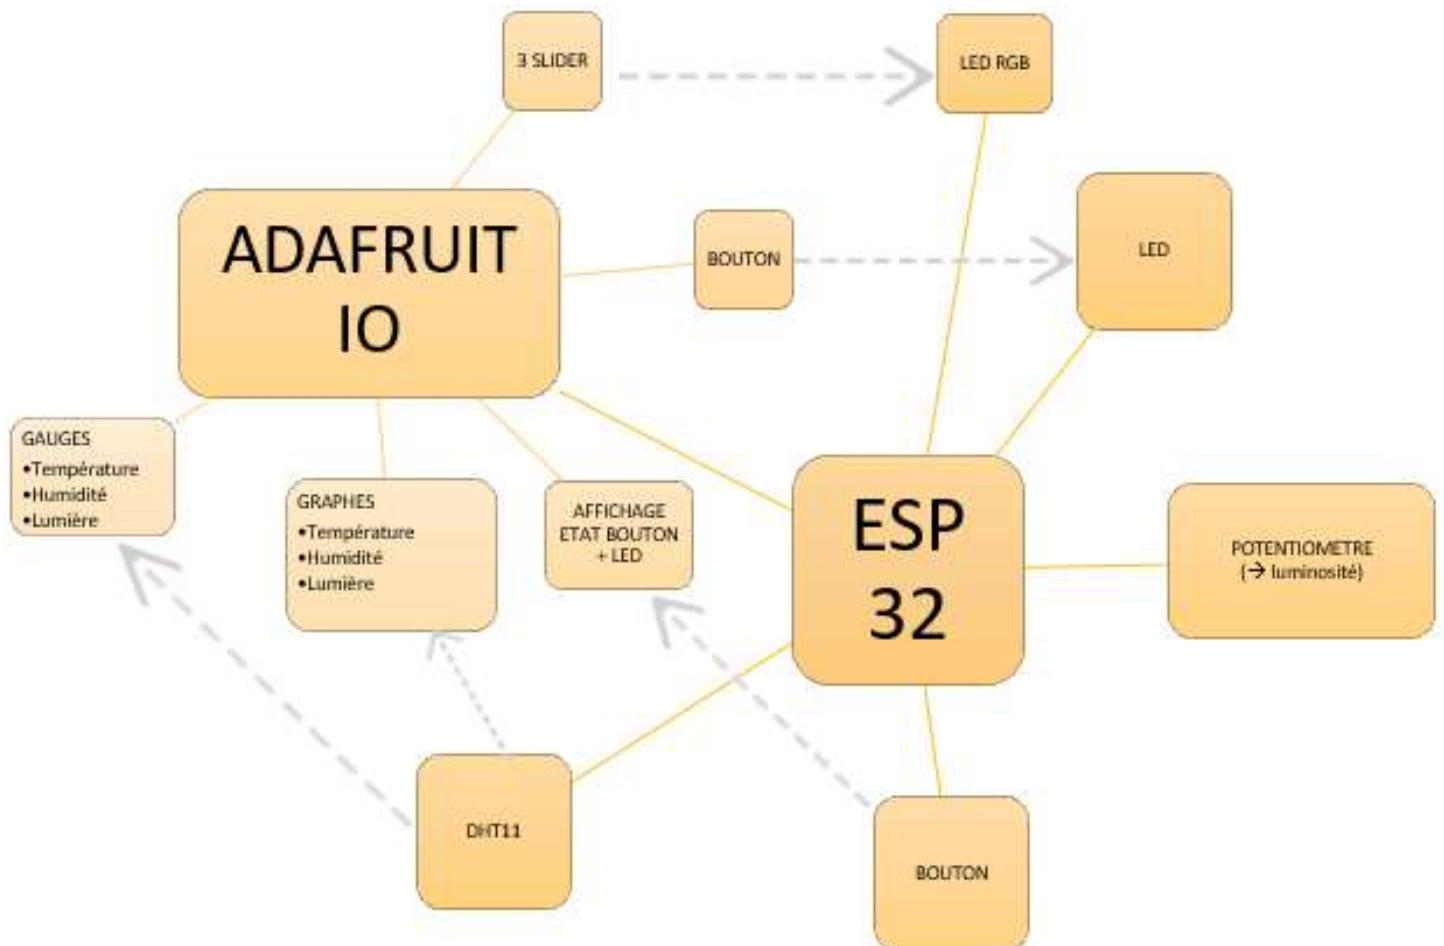 3 SLIDER
LED RGB
ADAFRUIT
IO
BOUTON
LED
GAUGES
•Température
•Humidité
•Lumière
GRAPHES
•Température
•Humidité
•Lumière
AFFICHAGE
ETAT BOUTON
+ LED
ESP
32
POTENTIOMETRE
(→ luminosité)
DHT11
BOUTON